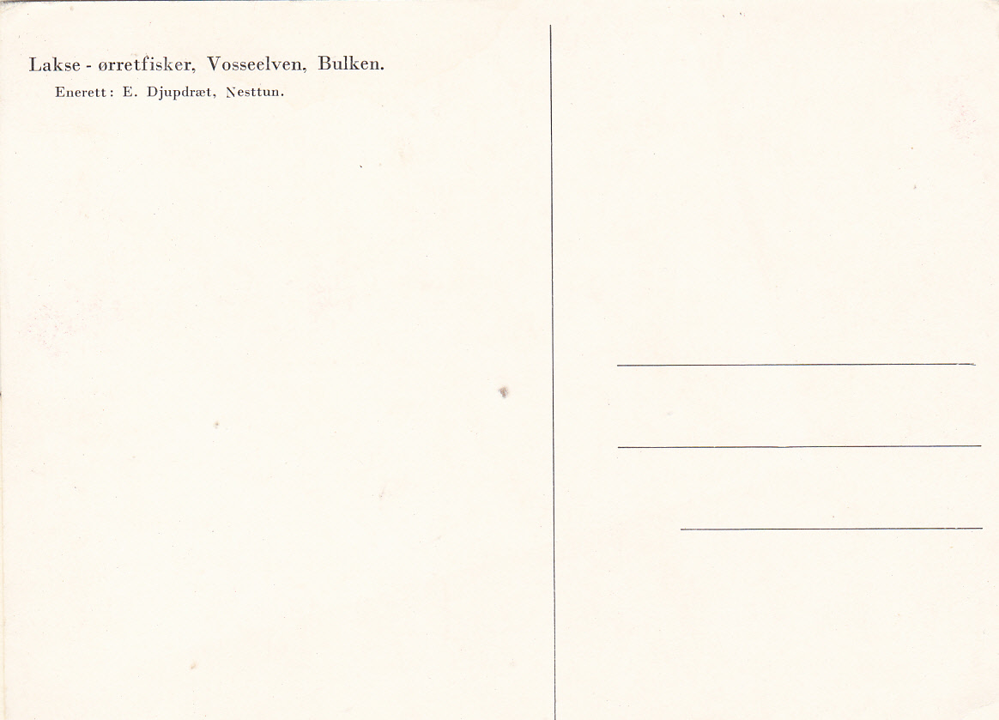 Lakse - ørretfisker, Vosseelven, Bulken.
Enerett: E. Djupdræt, Nesttun.